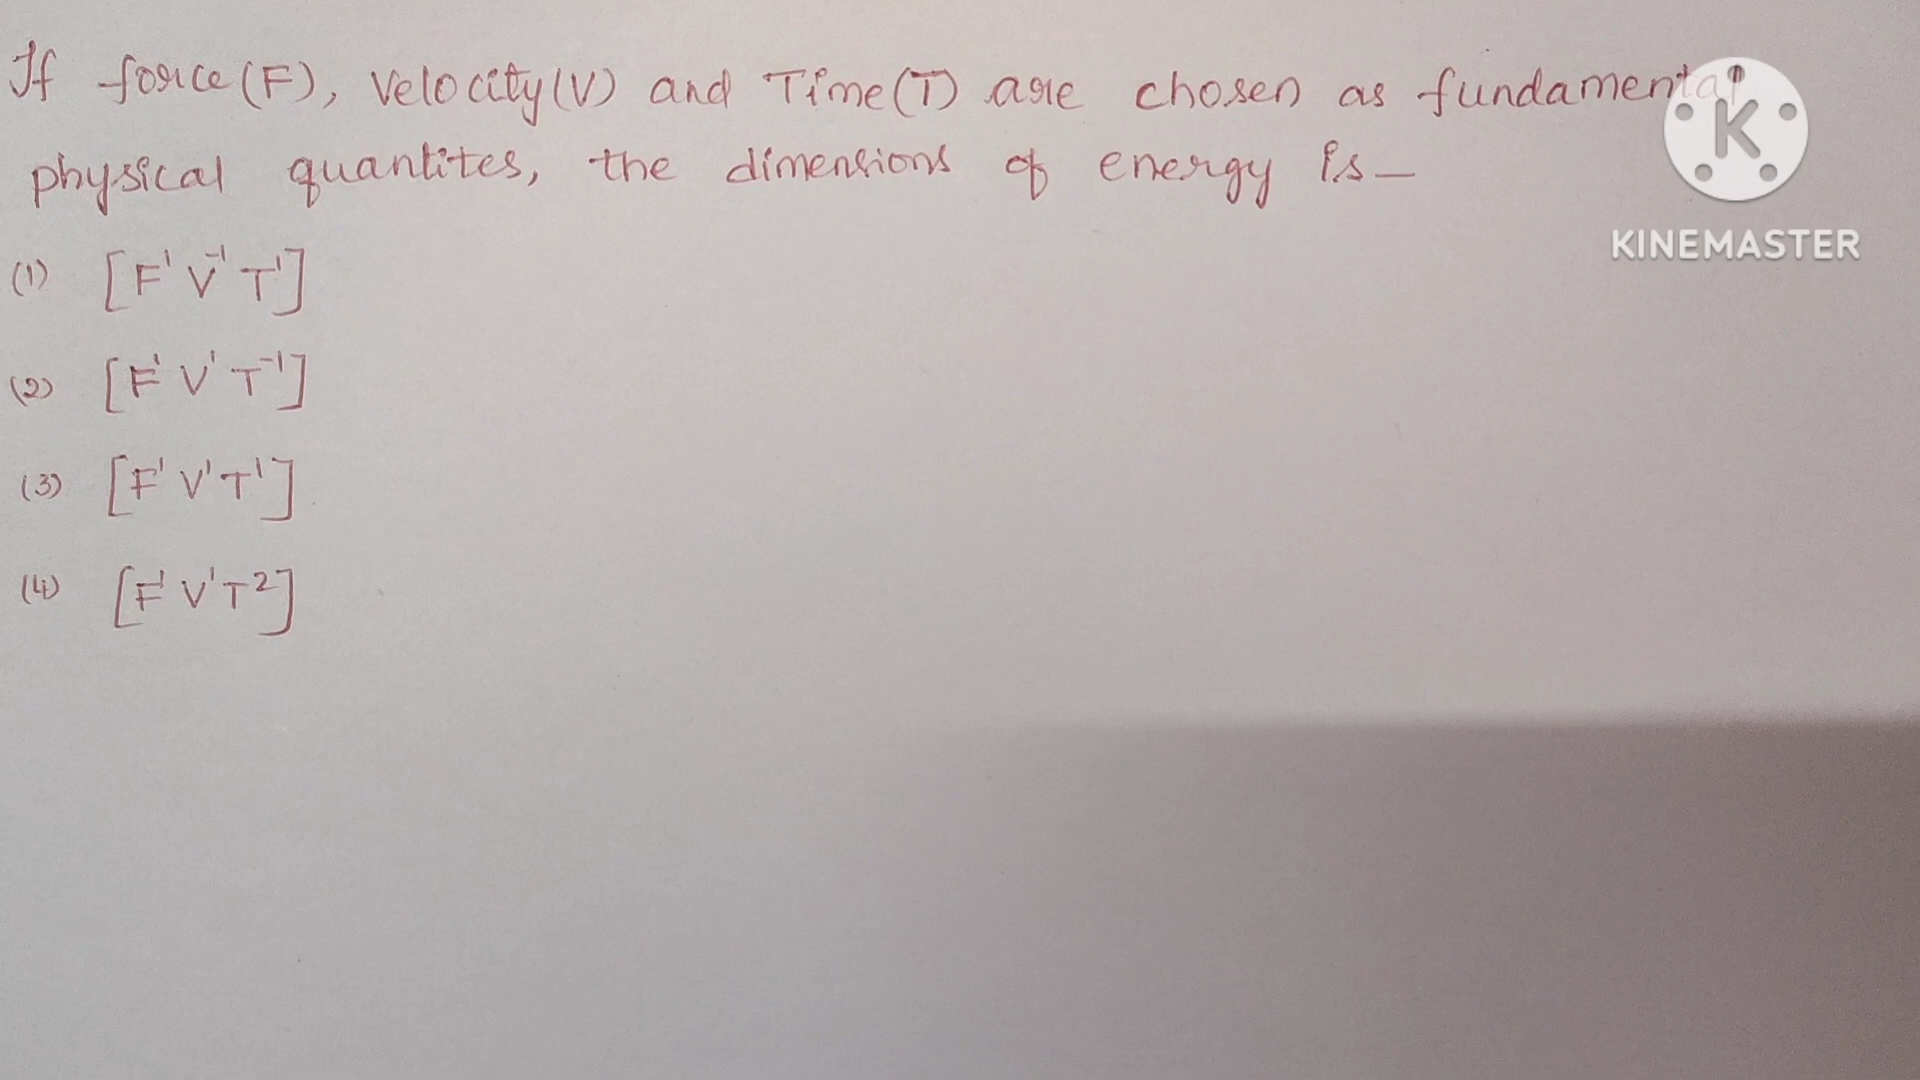 If force(F), Velocity(V) and Time(T) are chosen as fundamental
physical quantites, the dimensions of energy is-
(1) [F¹ V⁻¹ T¹]
(2) [F¹ V¹ T⁻¹]
(3) [F¹ V¹ T¹]
(4) [F¹ V¹ T²]
K
KINEMASTER